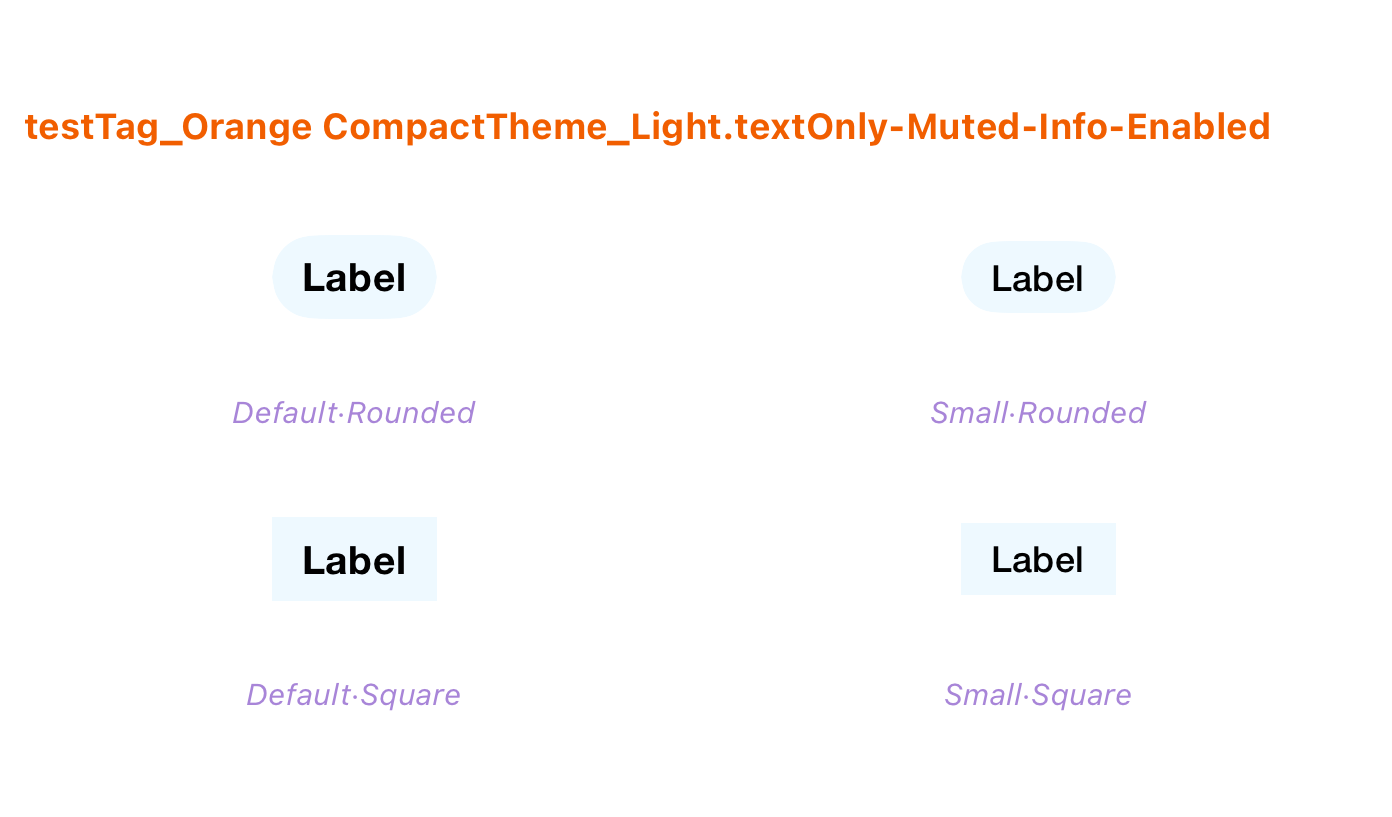 testTag_Orange CompactTheme_Light.textOnly-Muted-Info-Enabled
Label
Label
Default·Rounded
Small·Rounded
Label
Label
Default·Square
Small·Square